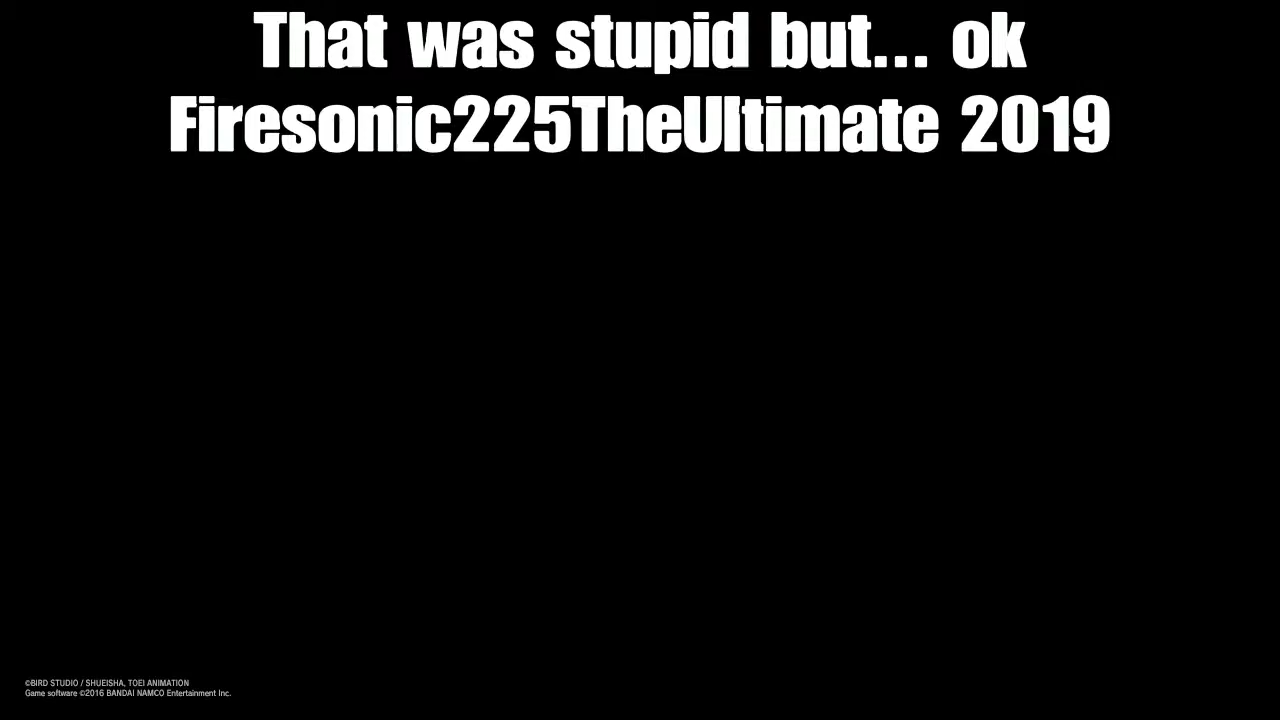 That was stupid but... ok
Firesonic225TheUltimate 2019
©BIRD STUDIO / SHUEISHA, TOEI ANIMATION
Game software ©2016 BANDAI NAMCO Entertainment Inc.